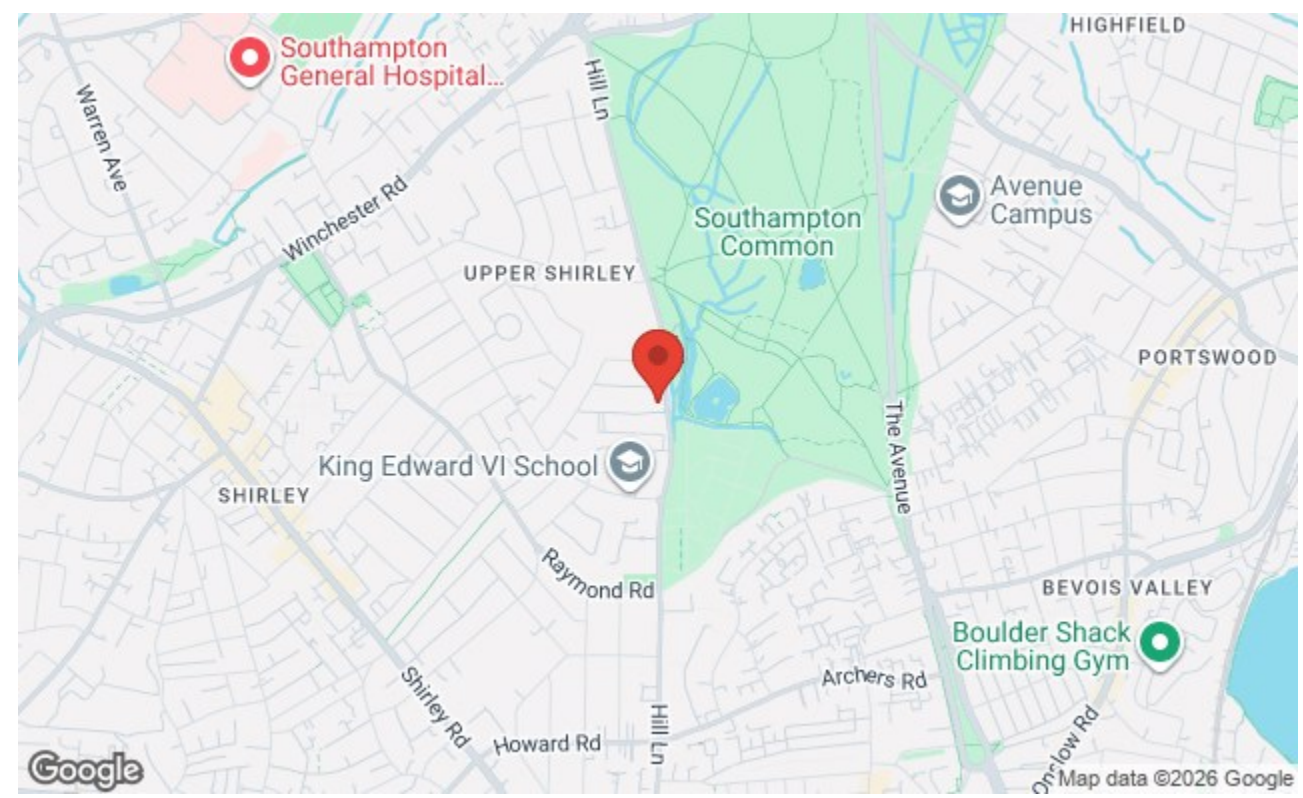 HIGHFIELD
Southampton
General Hospital...
Hill Ln
Warren Ave
Avenue
Campus
Winchester Rd
Southampton
Common
UPPER SHIRLEY
PORTSWOOD
The Avenue
King Edward VI School
SHIRLEY
Raymond Rd
BEVOIS VALLEY
Boulder Shack
Climbing Gym
Archers Rd
Shirley Rd
Hill Ln
Howard Rd
Onslow Rd
Google
Map data ©2026 Google